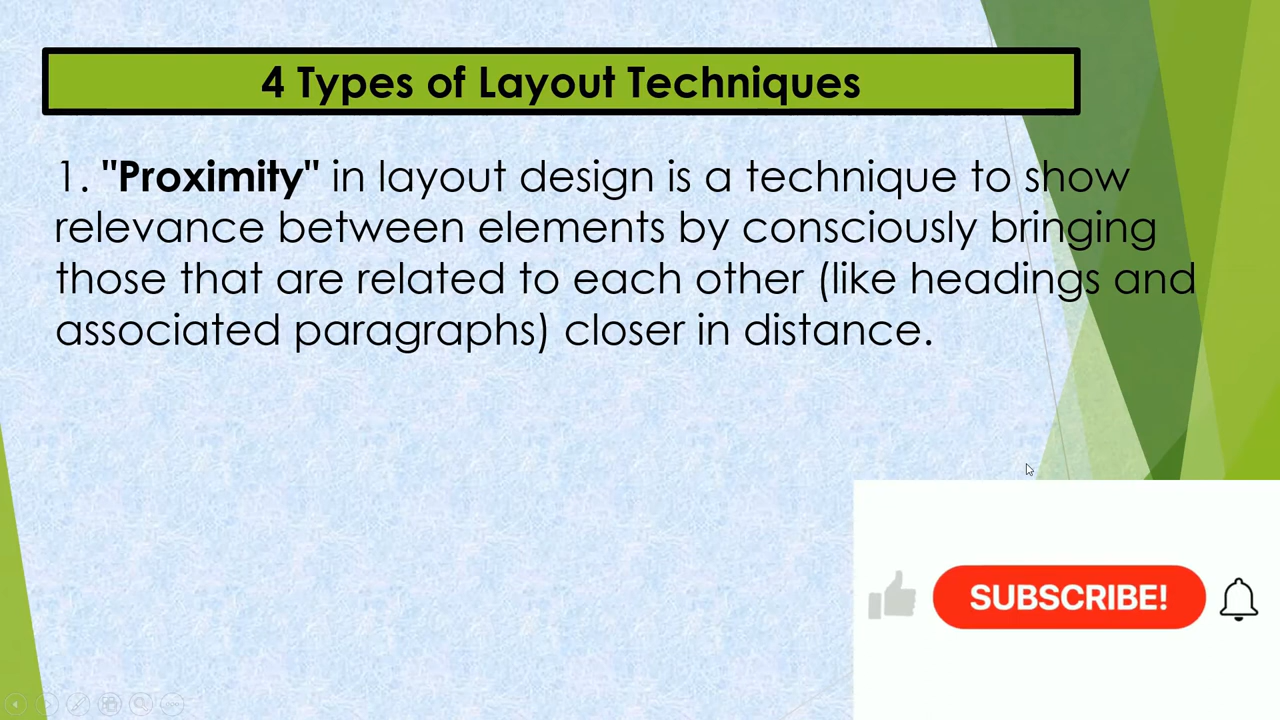 4 Types of Layout Techniques
1. "Proximity" in layout design is a technique to show
relevance between elements by consciously bringing
those that are related to each other (like headings and
associated paragraphs) closer in distance.
SUBSCRIBE!